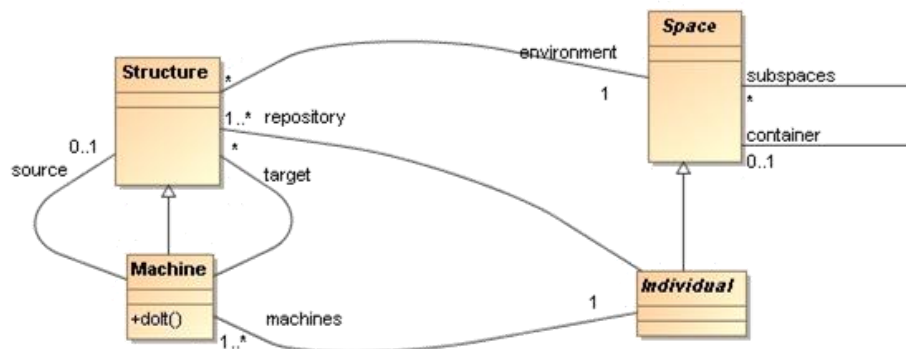 Space
environment
Structure
*
1
subspaces
*
1..*
repository
container
0..1
*
0..1
source
target
Machine
+doIt()
machines
1..*
1
Individual